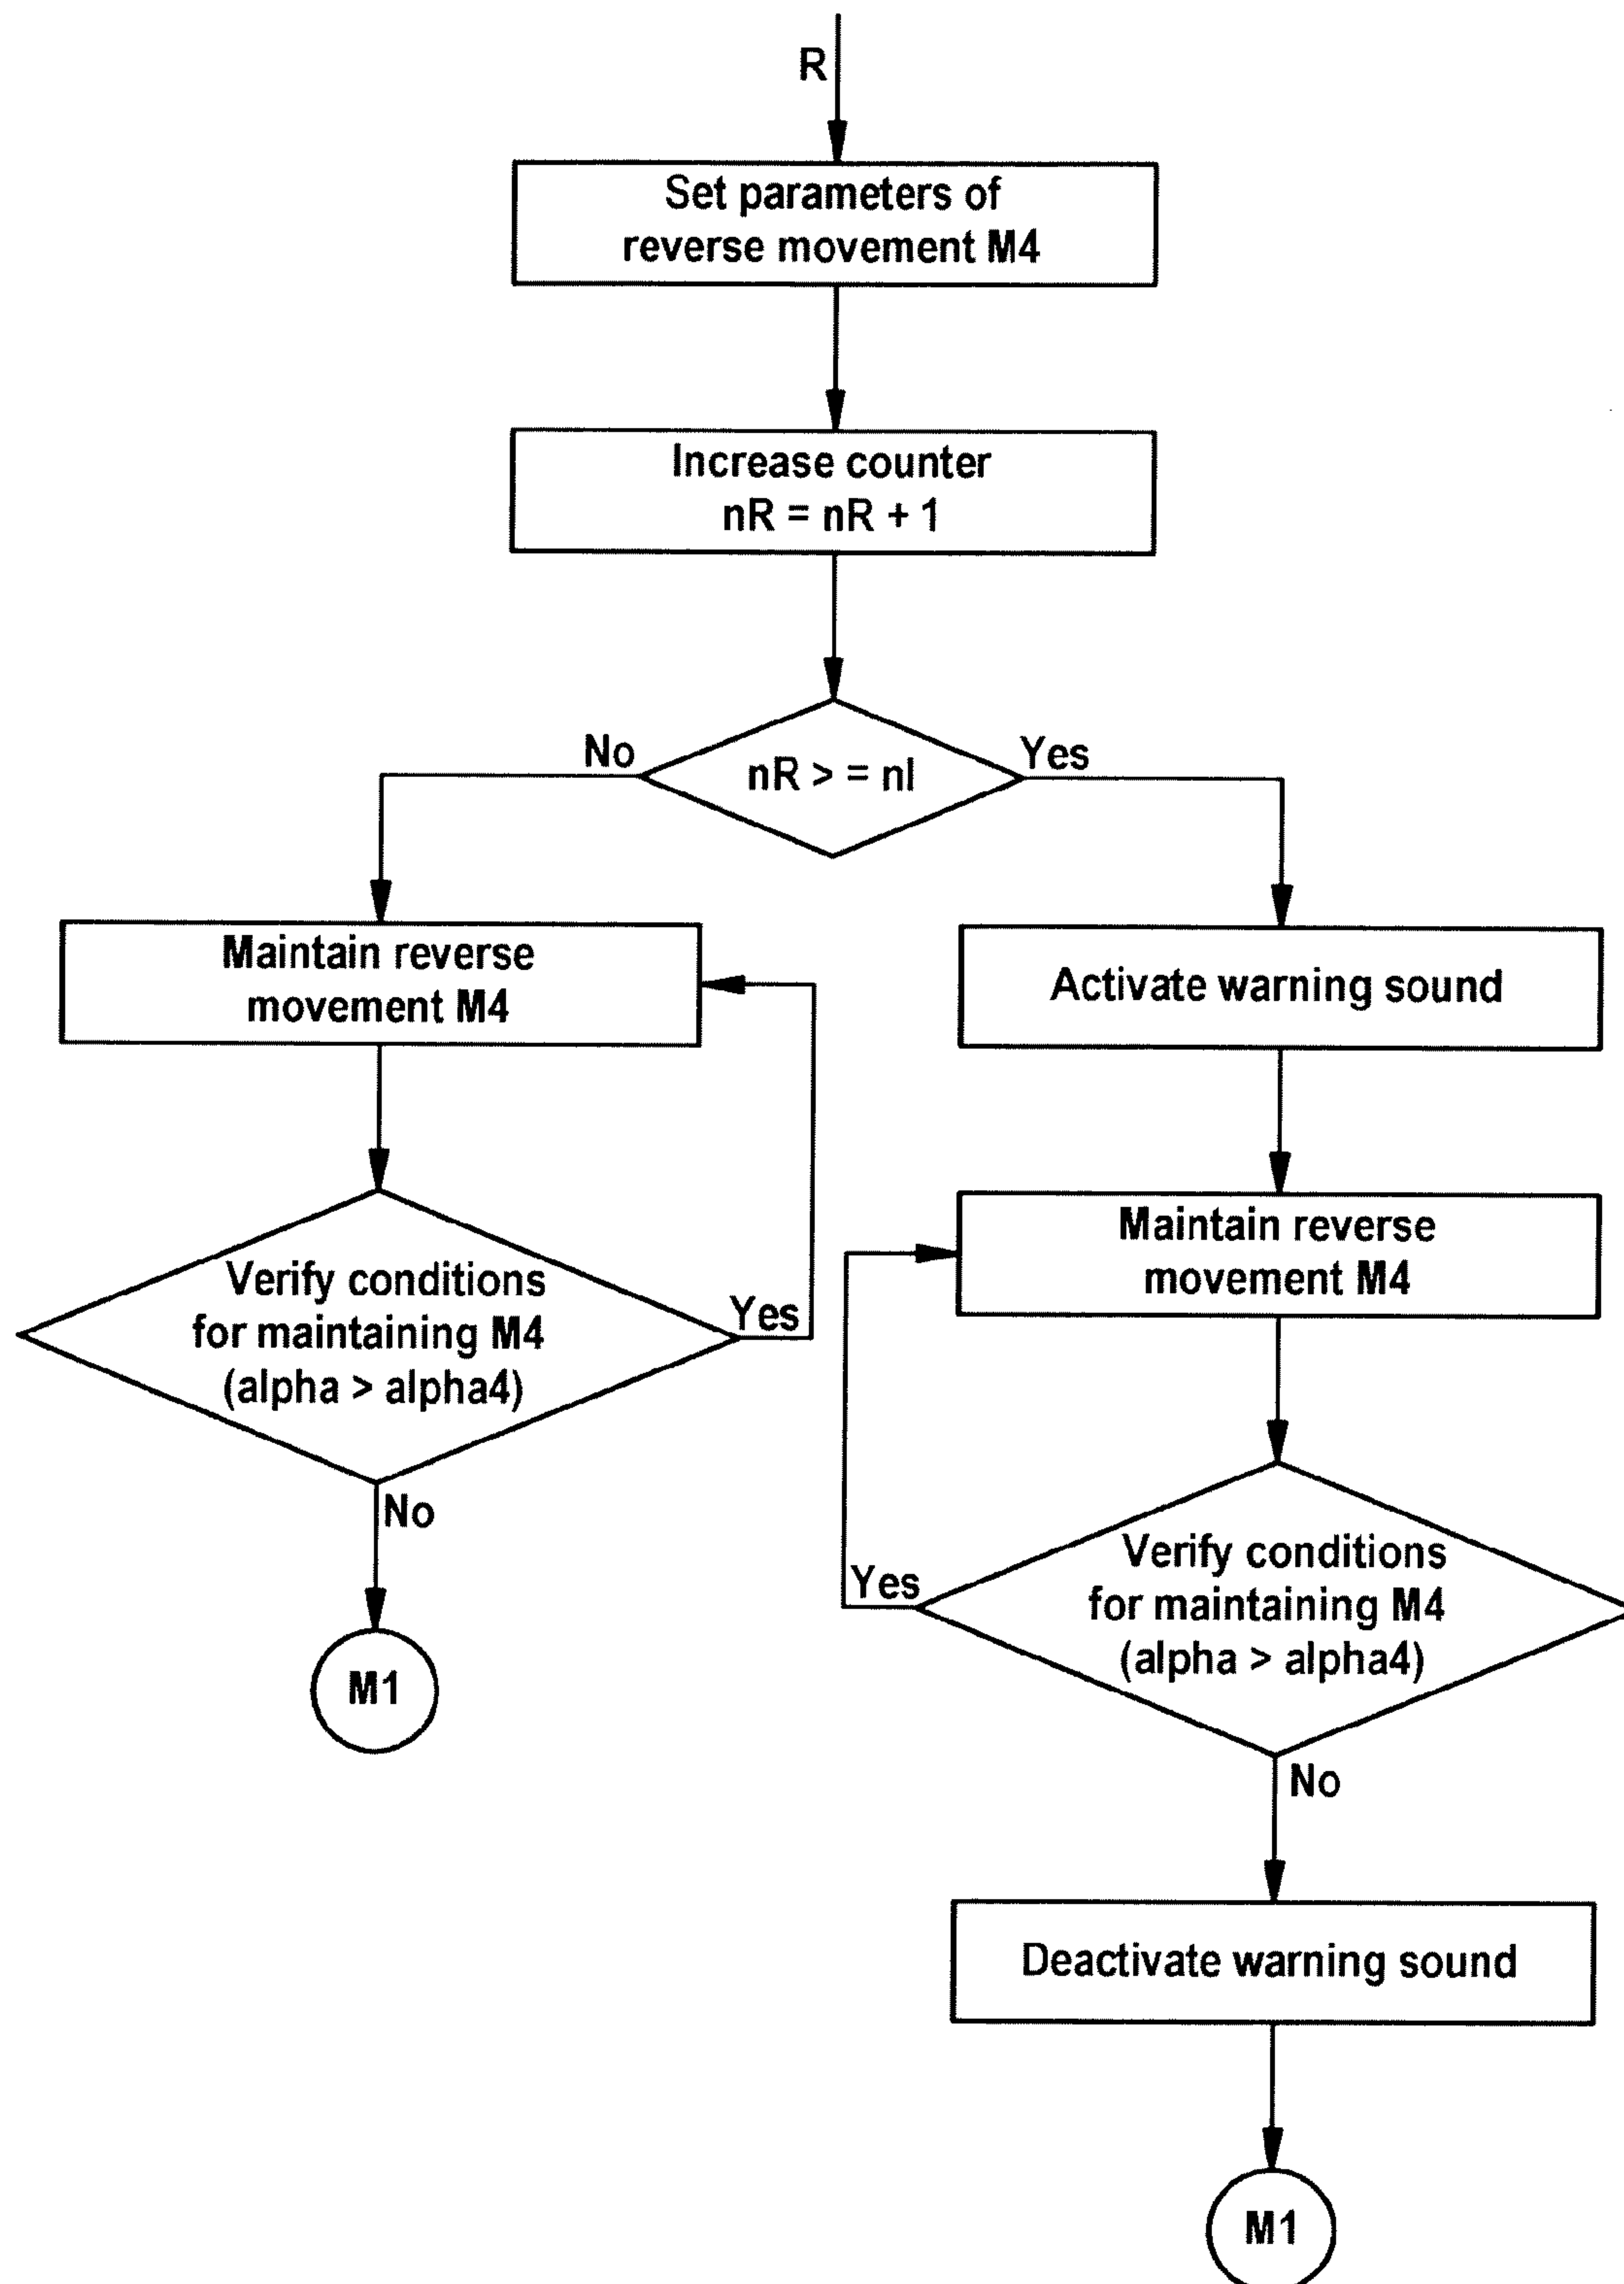 R
Set parameters of
reverse movement M4
Increase counter
nR = nR + 1
No
nR > = nl
Yes
Maintain reverse
movement M4
Activate warning sound
Verify conditions
for maintaining M4
(alpha > alpha4)
Yes
No
M1
Maintain reverse
movement M4
Verify conditions
for maintaining M4
(alpha > alpha4)
Yes
No
Deactivate warning sound
M1